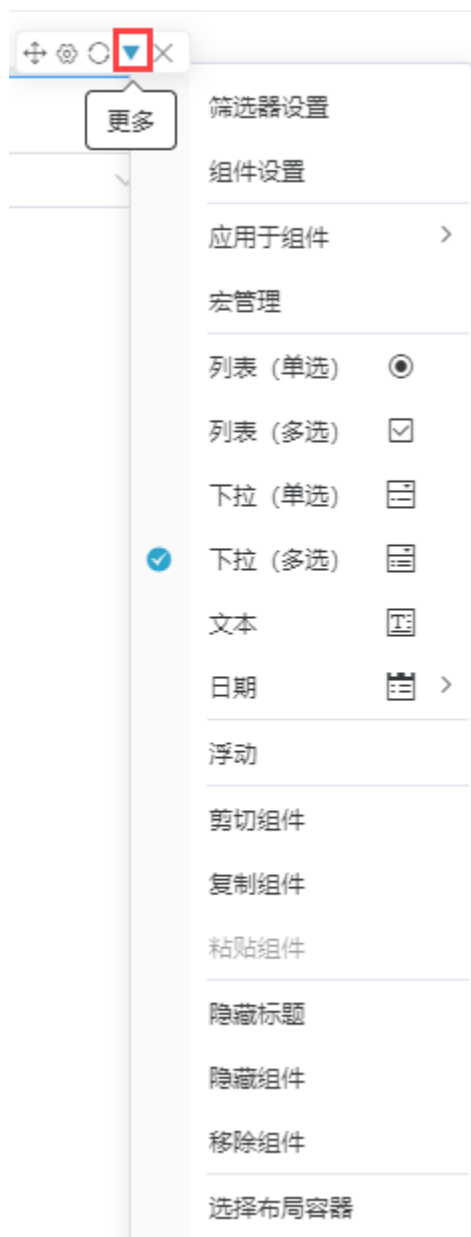 更多
筛选器设置
组件设置
应用于组件
宏管理
列表（单选）
列表（多选）
下拉（单选）
下拉（多选）
文本
日期
浮动
剪切组件
复制组件
粘贴组件
隐藏标题
隐藏组件
移除组件
选择布局容器